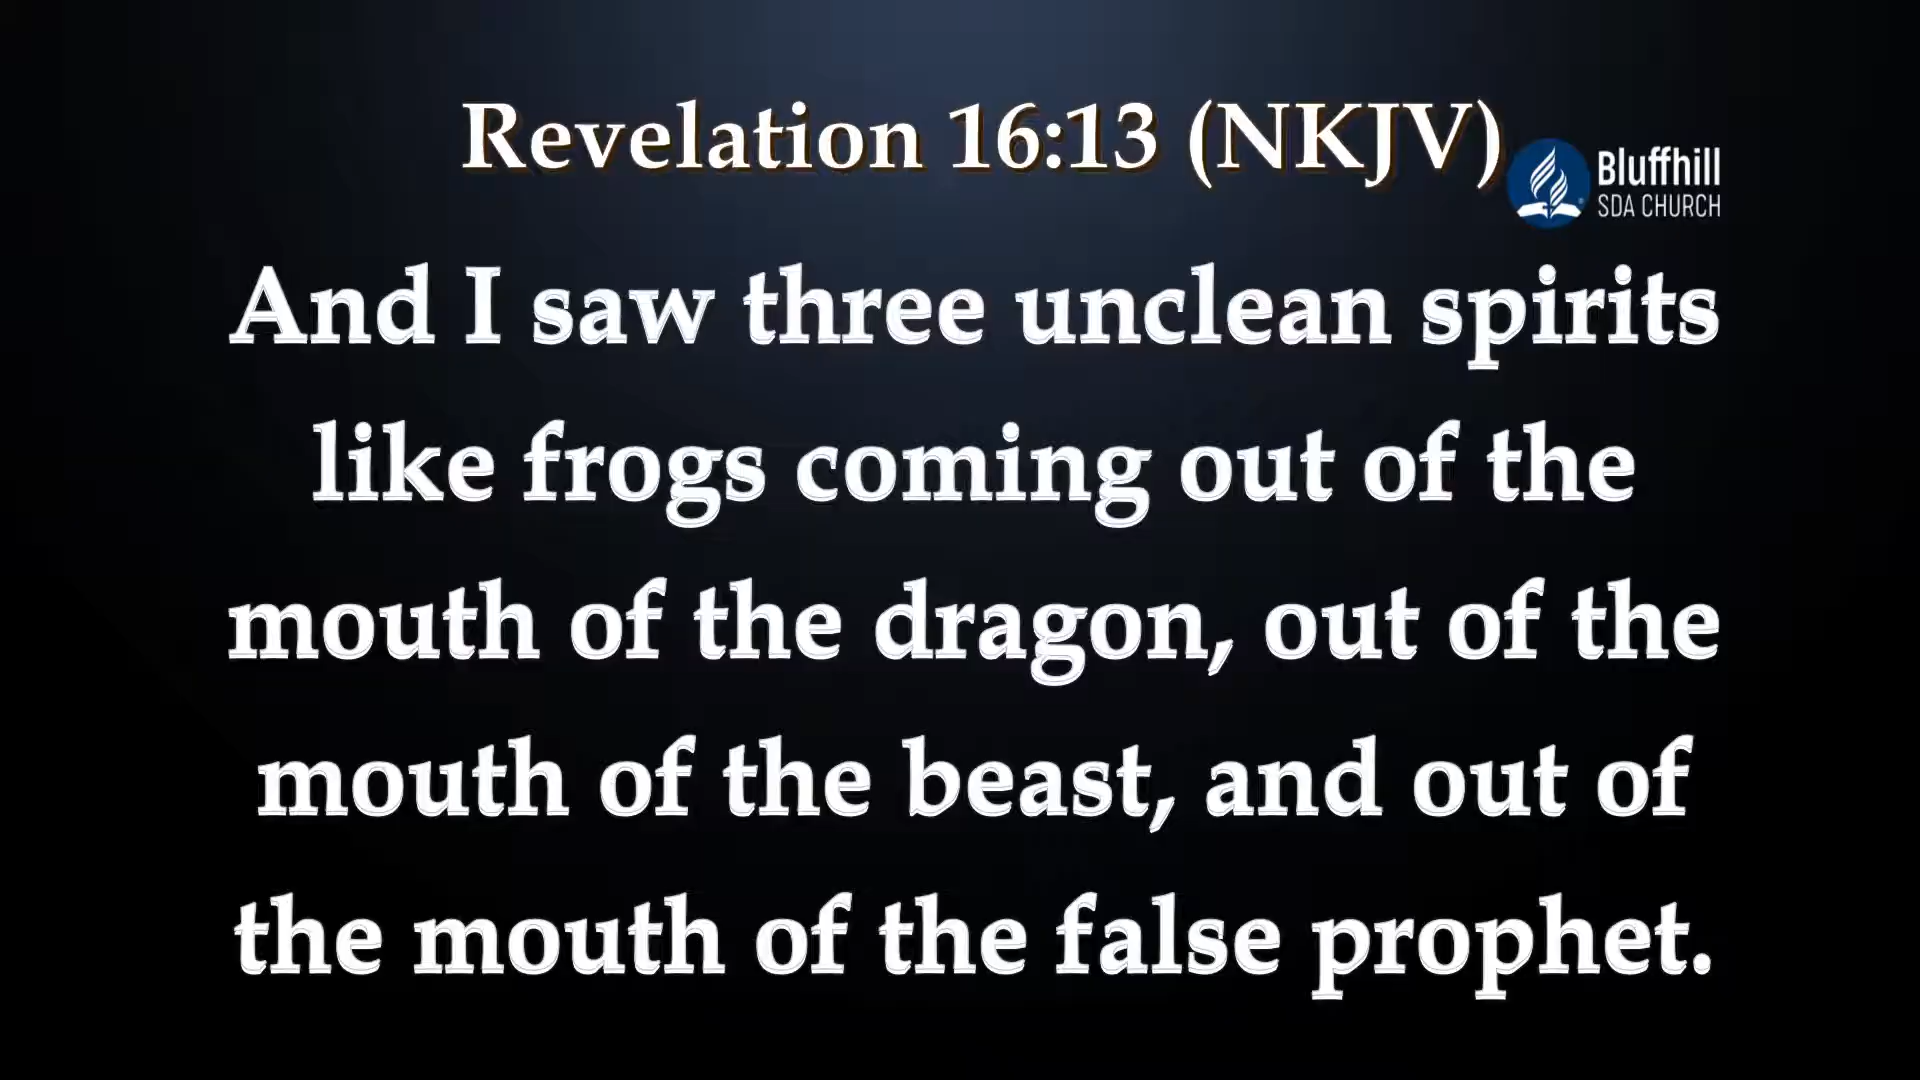 Revelation 16:13 (NKJV)
Bluffhill
SDA CHURCH
And I saw three unclean spirits
like frogs coming out of the
mouth of the dragon, out of the
mouth of the beast, and out of
the mouth of the false prophet.